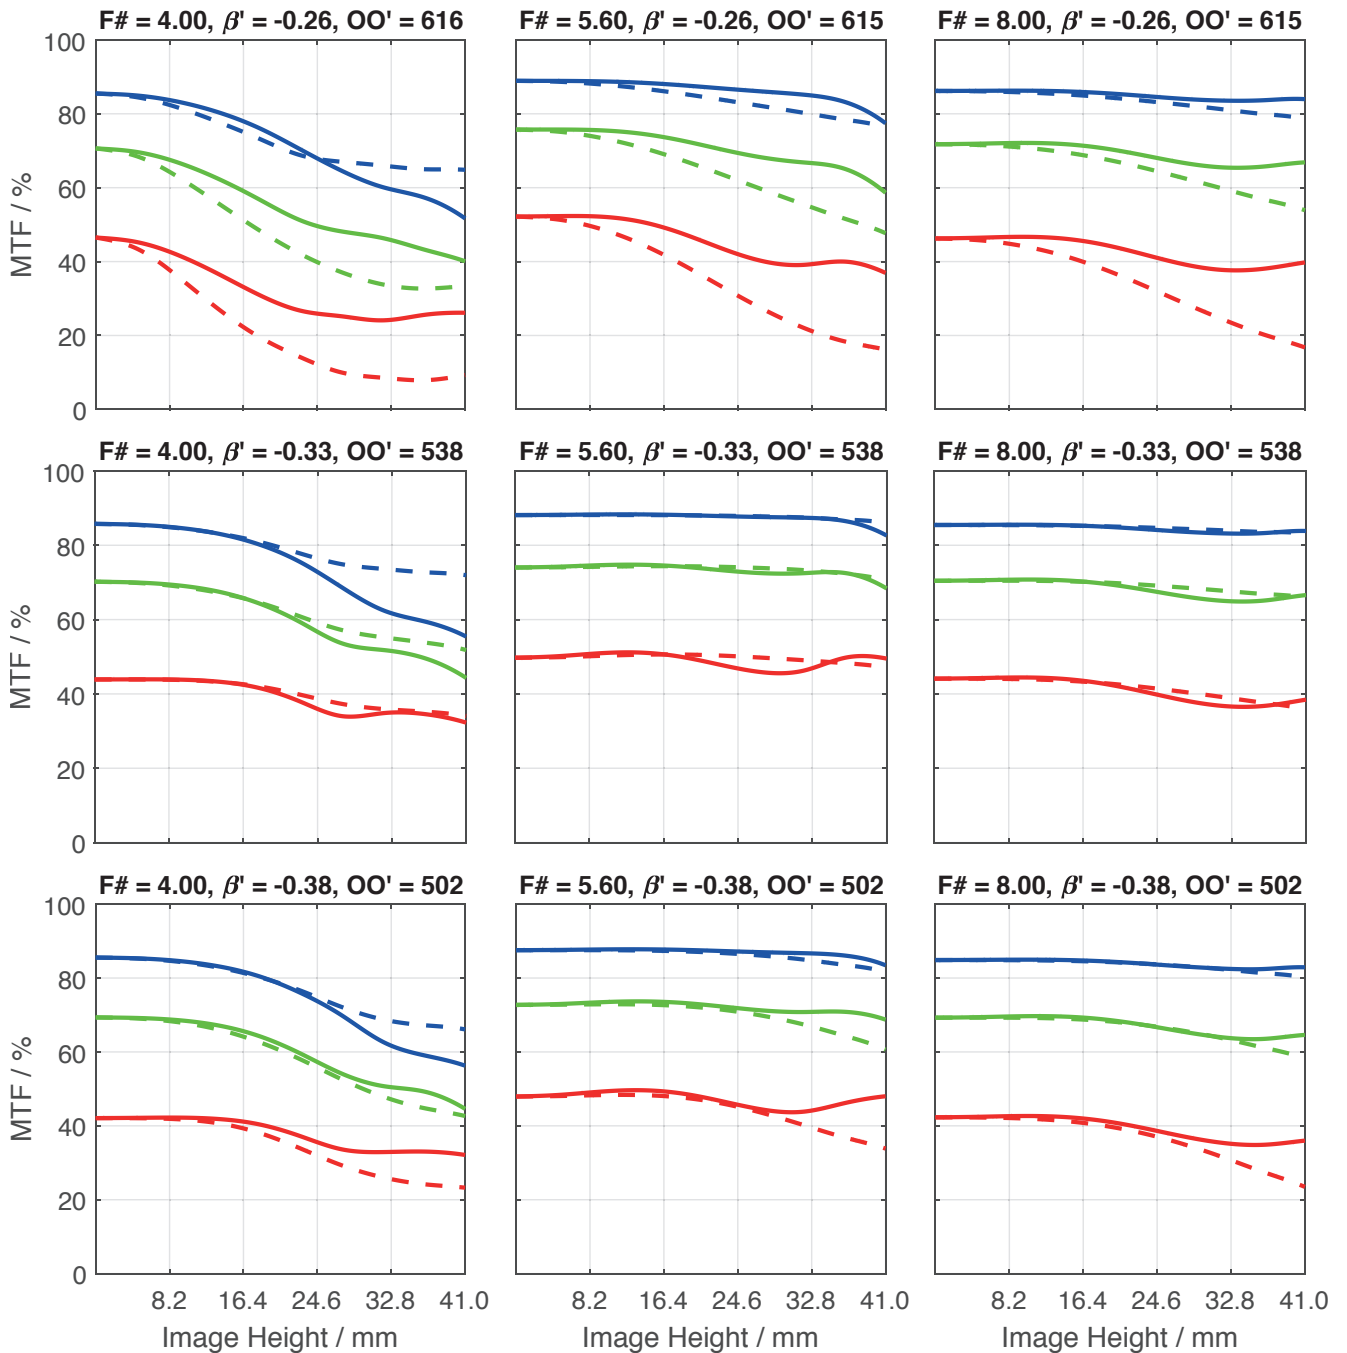 F# = 4.00, β' = -0.26, OO' = 616
F# = 5.60, β' = -0.26, OO' = 615
F# = 8.00, β' = -0.26, OO' = 615
100
80
60
40
20
0
MTF / %
F# = 4.00, β' = -0.33, OO' = 538
F# = 5.60, β' = -0.33, OO' = 538
F# = 8.00, β' = -0.33, OO' = 538
100
80
60
40
20
0
MTF / %
F# = 4.00, β' = -0.38, OO' = 502
F# = 5.60, β' = -0.38, OO' = 502
F# = 8.00, β' = -0.38, OO' = 502
100
80
60
40
20
0
MTF / %
8.2 16.4 24.6 32.8 41.0
8.2 16.4 24.6 32.8 41.0
8.2 16.4 24.6 32.8 41.0
Image Height / mm
Image Height / mm
Image Height / mm